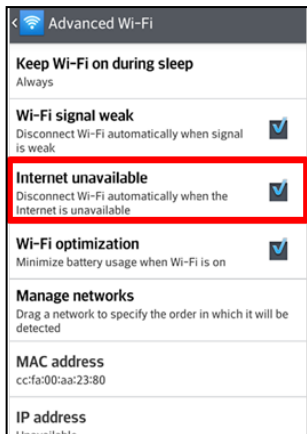 < Advanced Wi-Fi
Keep Wi-Fi on during sleep
Always
Wi-Fi signal weak
Disconnect Wi-Fi automatically when signal
is weak
Internet unavailable
Disconnect Wi-Fi automatically when the
Internet is unavailable
Wi-Fi optimization
Minimize battery usage when Wi-Fi is on
Manage networks
Drag a network to specify the order in which it will be
detected
MAC address
cc:fa:00:aa:23:80
IP address
Unavailable